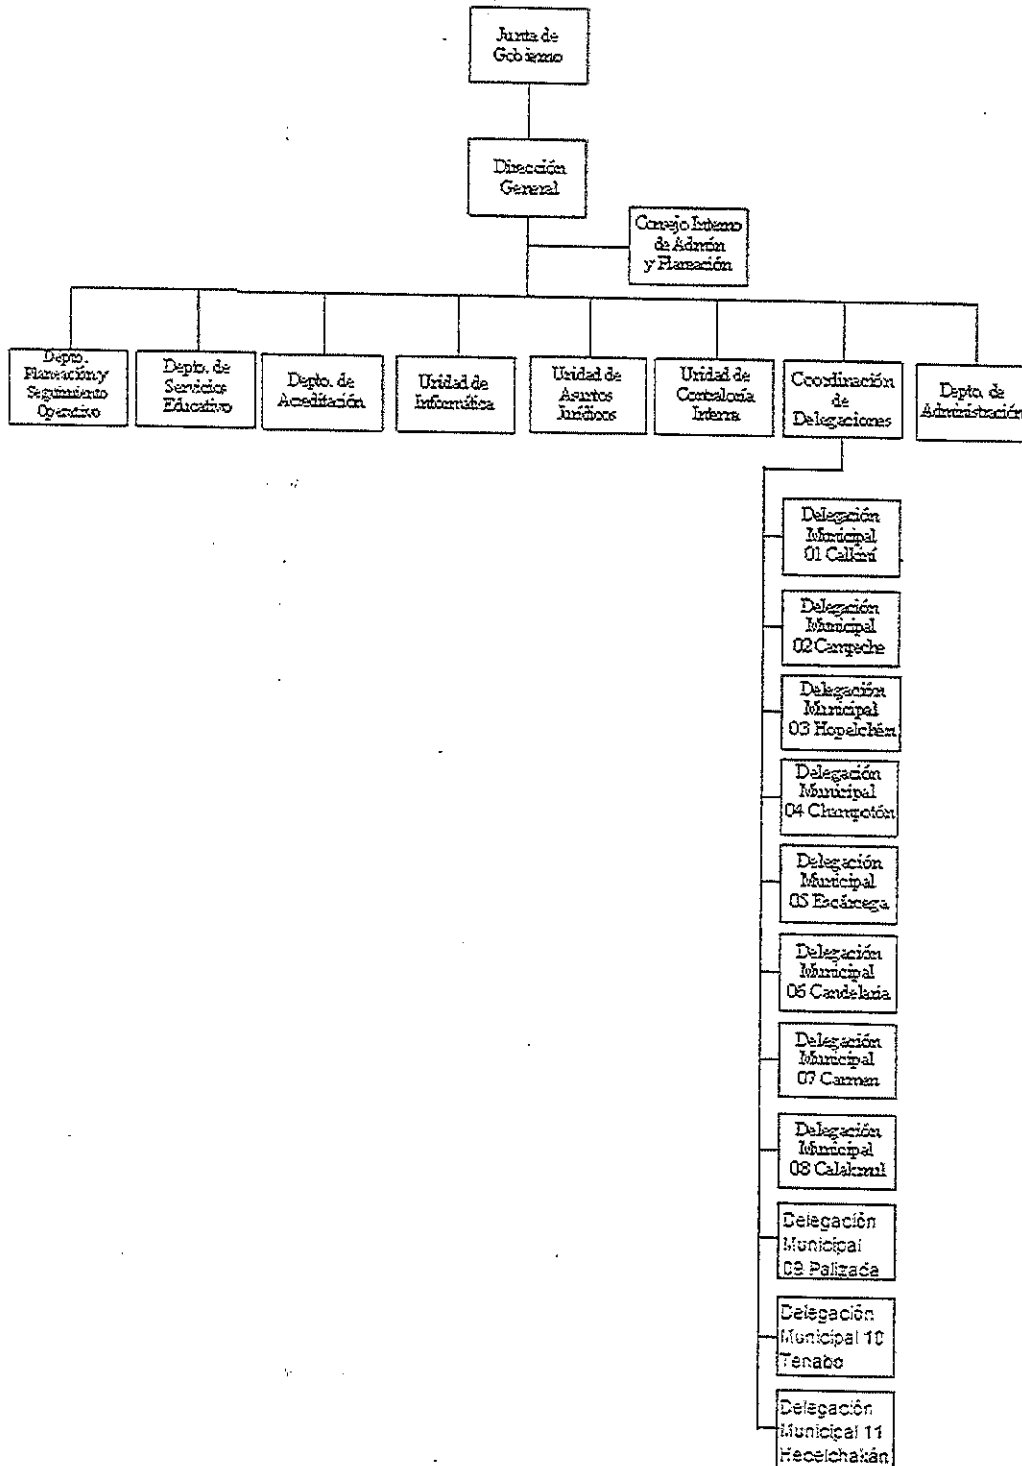 Junta de
Gobierno
Dirección
General
Consejo Interno
de Admón
y Planeación
Depto.
Planeación y
Seguimiento
Operativo
Depto. de
Servicios
Educativo
Depto. de
Acreditación
Unidad de
Informática
Unidad de
Asuntos
Jurídicos
Unidad de
Contraloría
Interna
Coordinación
de
Delegaciones
Depto. de
Administración
Delegación
Municipal
01 Calkiní
Delegación
Municipal
02 Campeche
Delegación
Municipal
03 Hopelchén
Delegación
Municipal
04 Champotón
Delegación
Municipal
05 Escárcega
Delegación
Municipal
06 Candelaria
Delegación
Municipal
07 Carmen
Delegación
Municipal
08 Calakmul
Delegación
Municipal
09 Palizada
Delegación
Municipal 10
Tenabo
Delegación
Municipal 11
Hecelchakán